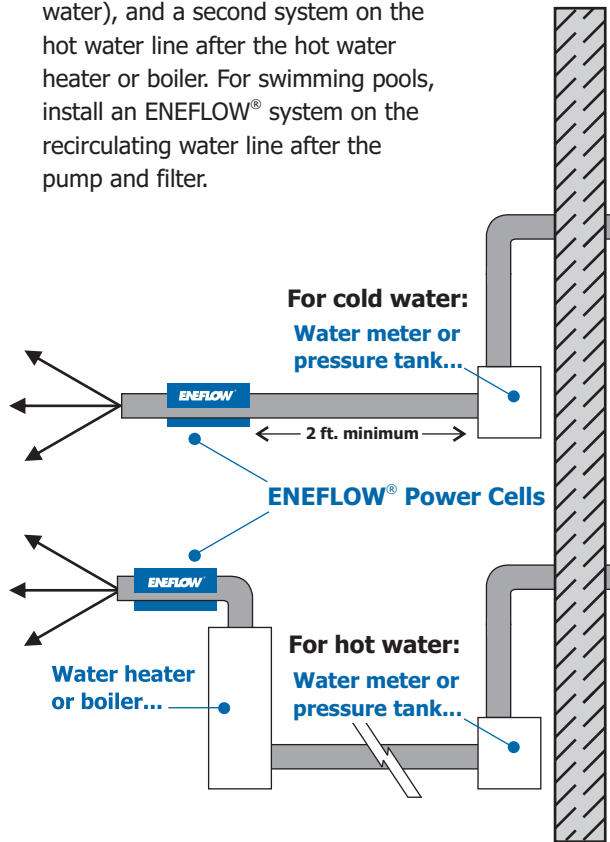 water), and a second system on the
hot water line after the hot water
heater or boiler. For swimming pools,
install an ENEFLOW® system on the
recirculating water line after the
pump and filter.
For cold water:
Water meter or
pressure tank...
ENEFLOW
2 ft. minimum
ENEFLOW® Power Cells
ENEFLOW
For hot water:
Water heater
or boiler...
Water meter or
pressure tank...